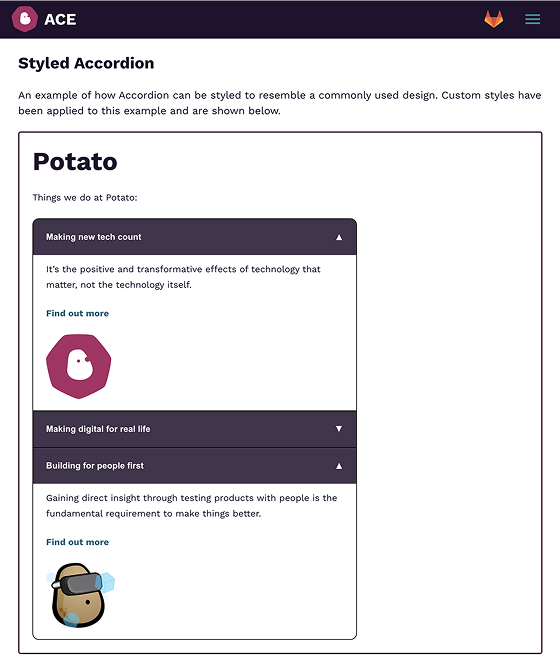 ACE
Styled Accordion
An example of how Accordion can be styled to resemble a commonly used design. Custom styles have
been applied to this example and are shown below.
Potato
Things we do at Potato:
Making new tech count ▲
It's the positive and transformative effects of technology that
matter, not the technology itself.
Find out more
Making digital for real life ▼
Building for people first ▲
Gaining direct insight through testing products with people is the
fundamental requirement to make things better.
Find out more